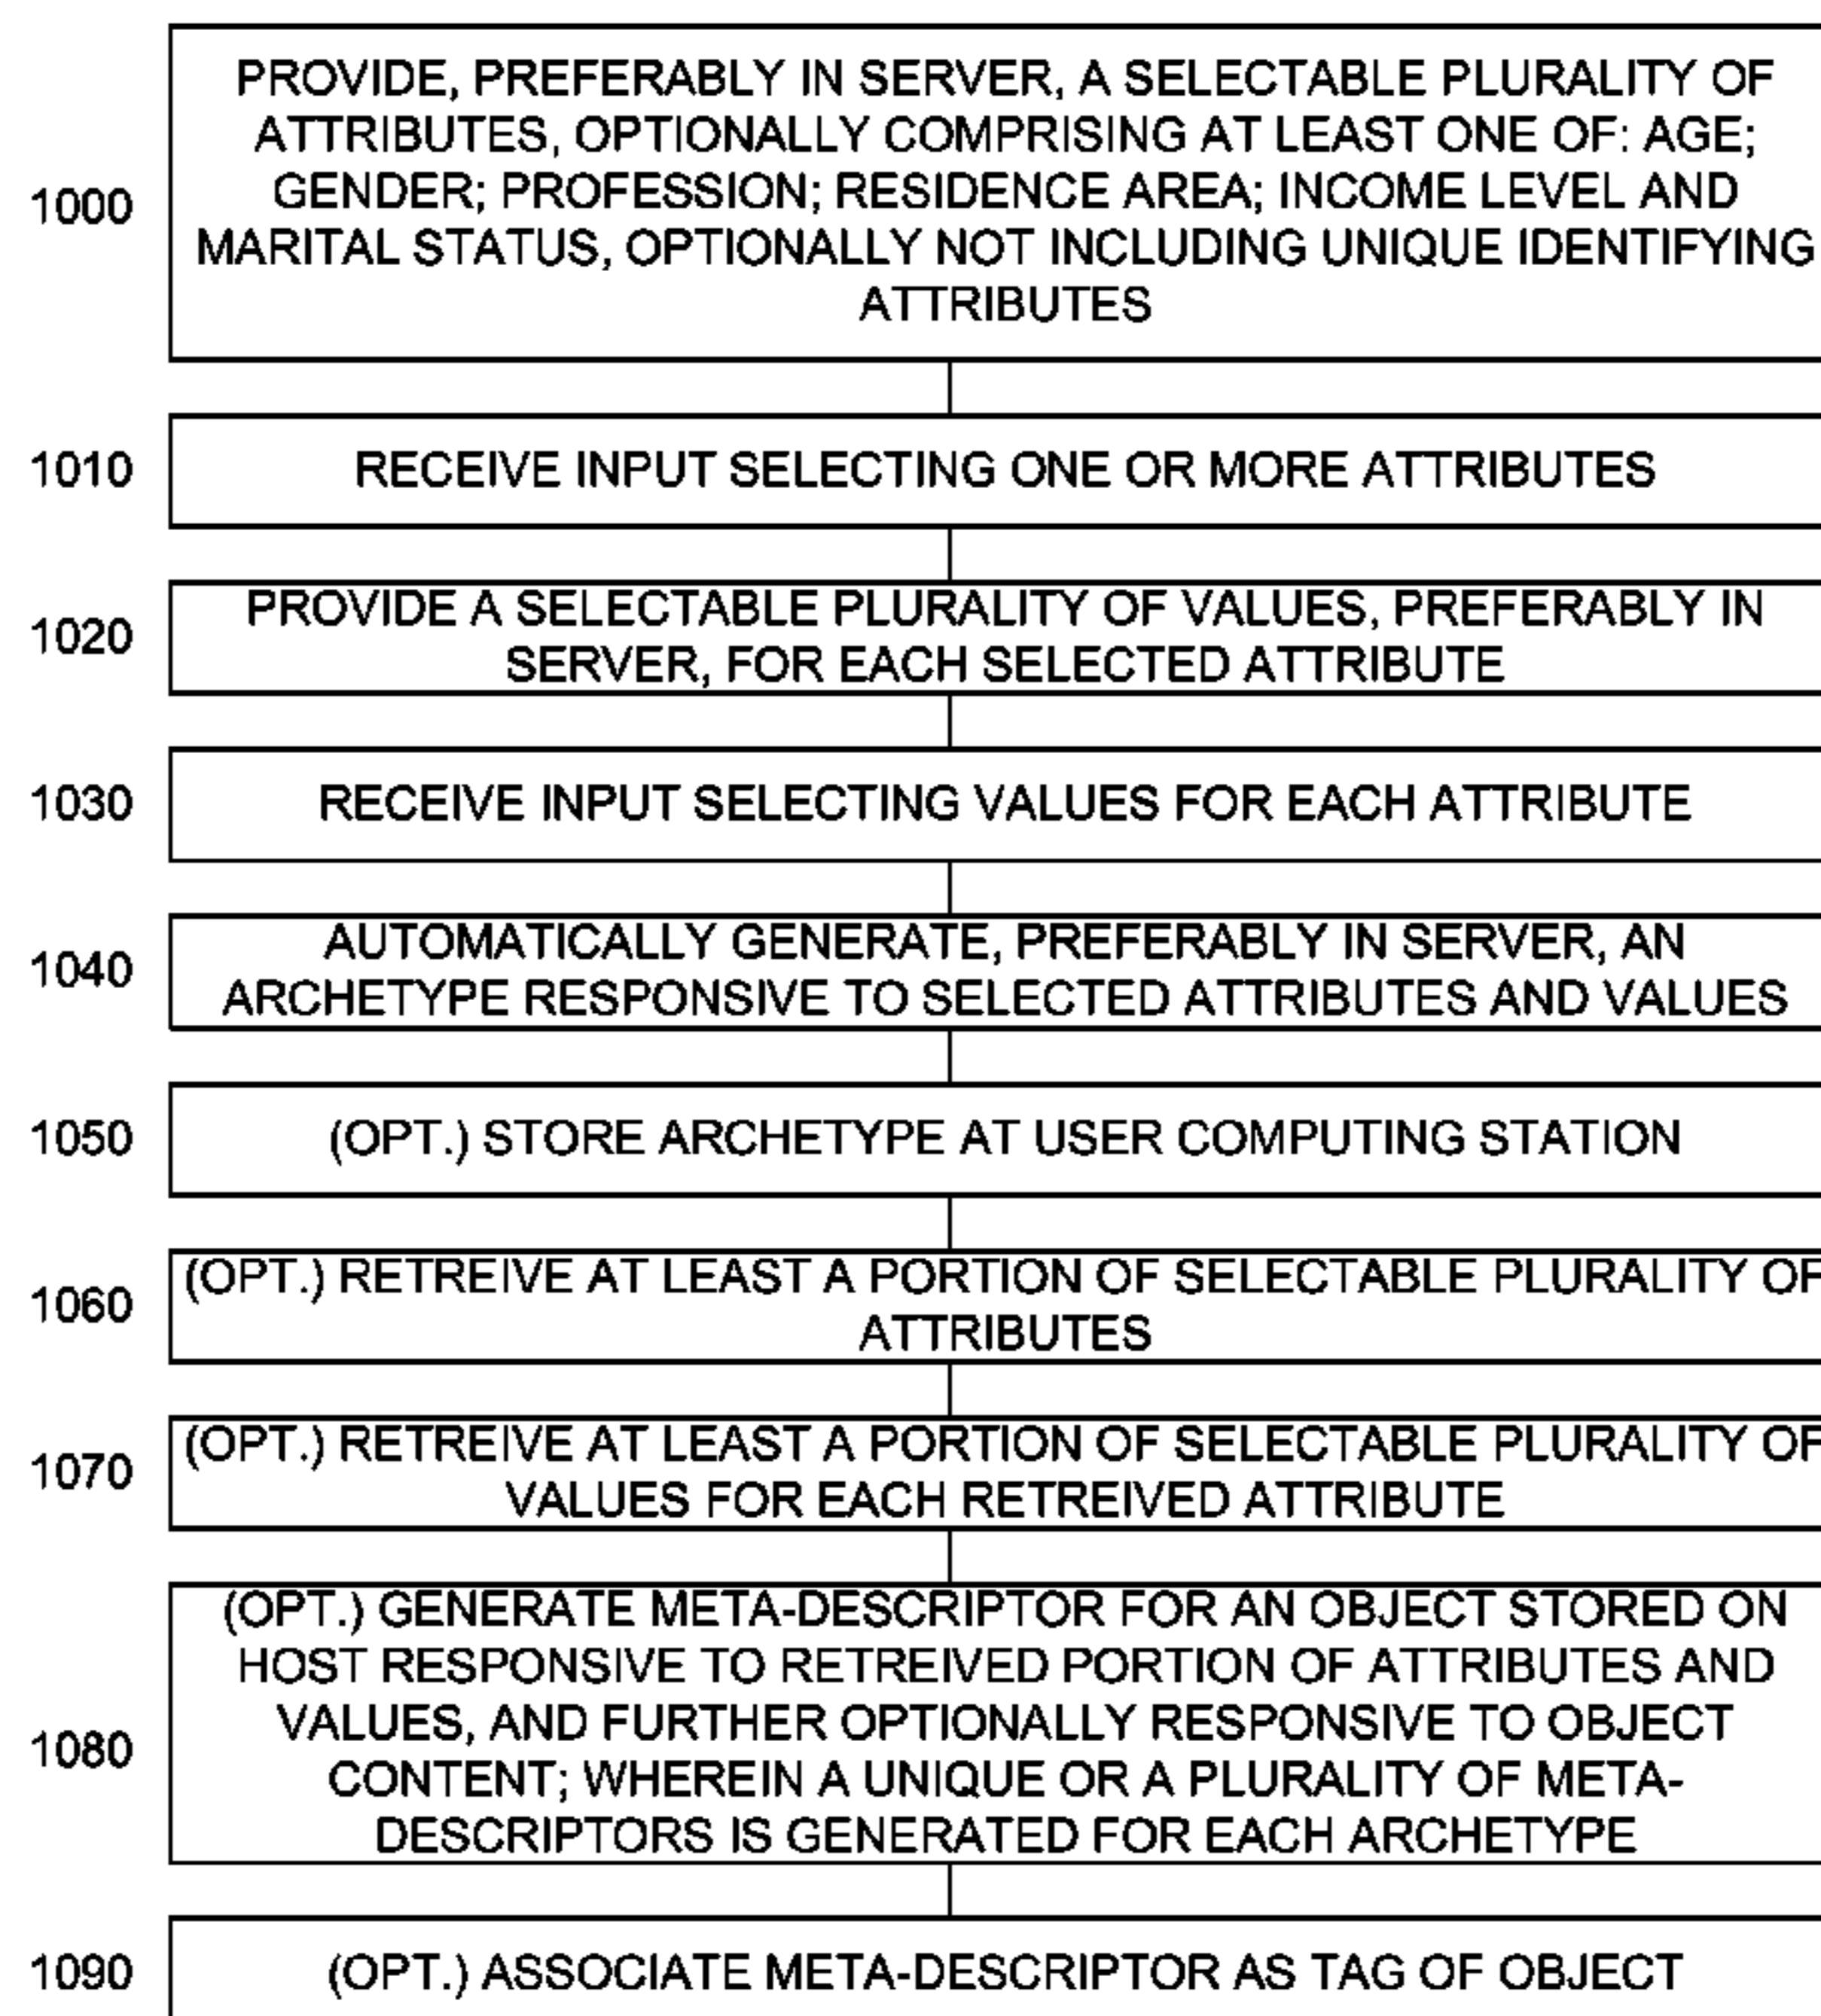 PROVIDE, PREFERABLY IN SERVER, A SELECTABLE PLURALITY OF
ATTRIBUTES, OPTIONALLY COMPRISING AT LEAST ONE OF: AGE;
1000 GENDER; PROFESSION; RESIDENCE AREA; INCOME LEVEL AND
MARITAL STATUS, OPTIONALLY NOT INCLUDING UNIQUE IDENTIFYING
ATTRIBUTES
1010 RECEIVE INPUT SELECTING ONE OR MORE ATTRIBUTES
1020 PROVIDE A SELECTABLE PLURALITY OF VALUES, PREFERABLY IN
SERVER, FOR EACH SELECTED ATTRIBUTE
1030 RECEIVE INPUT SELECTING VALUES FOR EACH ATTRIBUTE
1040 AUTOMATICALLY GENERATE, PREFERABLY IN SERVER, AN
ARCHETYPE RESPONSIVE TO SELECTED ATTRIBUTES AND VALUES
1050 (OPT.) STORE ARCHETYPE AT USER COMPUTING STATION
1060 (OPT.) RETREIVE AT LEAST A PORTION OF SELECTABLE PLURALITY OF
ATTRIBUTES
1070 (OPT.) RETREIVE AT LEAST A PORTION OF SELECTABLE PLURALITY OF
VALUES FOR EACH RETREIVED ATTRIBUTE
(OPT.) GENERATE META-DESCRIPTOR FOR AN OBJECT STORED ON
HOST RESPONSIVE TO RETREIVED PORTION OF ATTRIBUTES AND
1080 VALUES, AND FURTHER OPTIONALLY RESPONSIVE TO OBJECT
CONTENT; WHEREIN A UNIQUE OR A PLURALITY OF META-
DESCRIPTORS IS GENERATED FOR EACH ARCHETYPE
1090 (OPT.) ASSOCIATE META-DESCRIPTOR AS TAG OF OBJECT